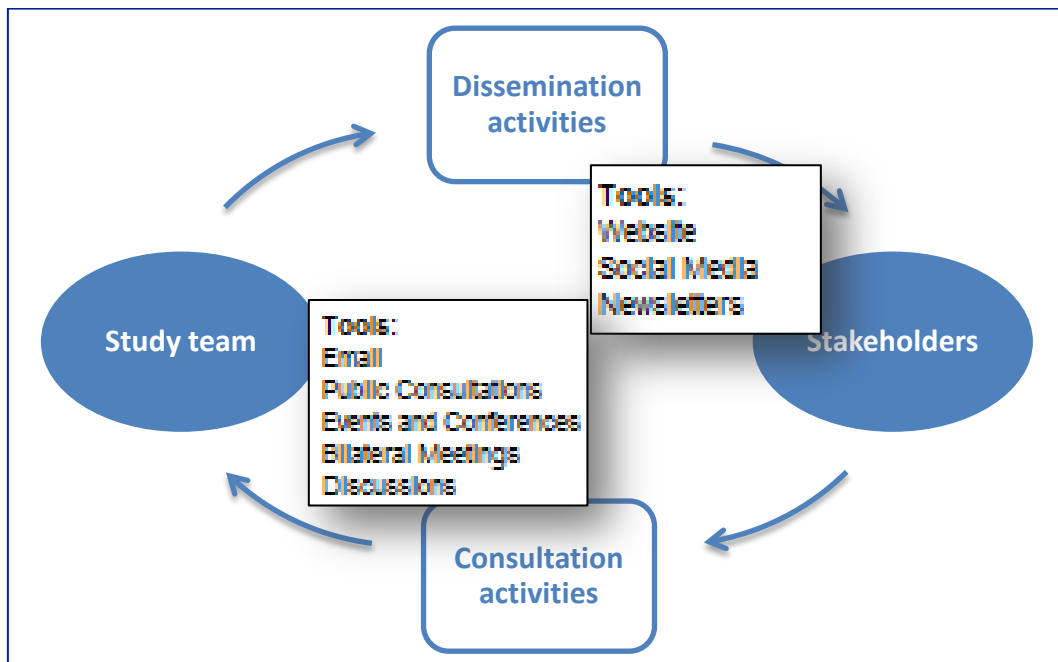 Dissemination
activities
Tools:
Website
Social Media
Newsletters
Study team
Stakeholders
Tools:
Email
Public Consultations
Events and Conferences
Bilateral Meetings
Discussions
Consultation
activities